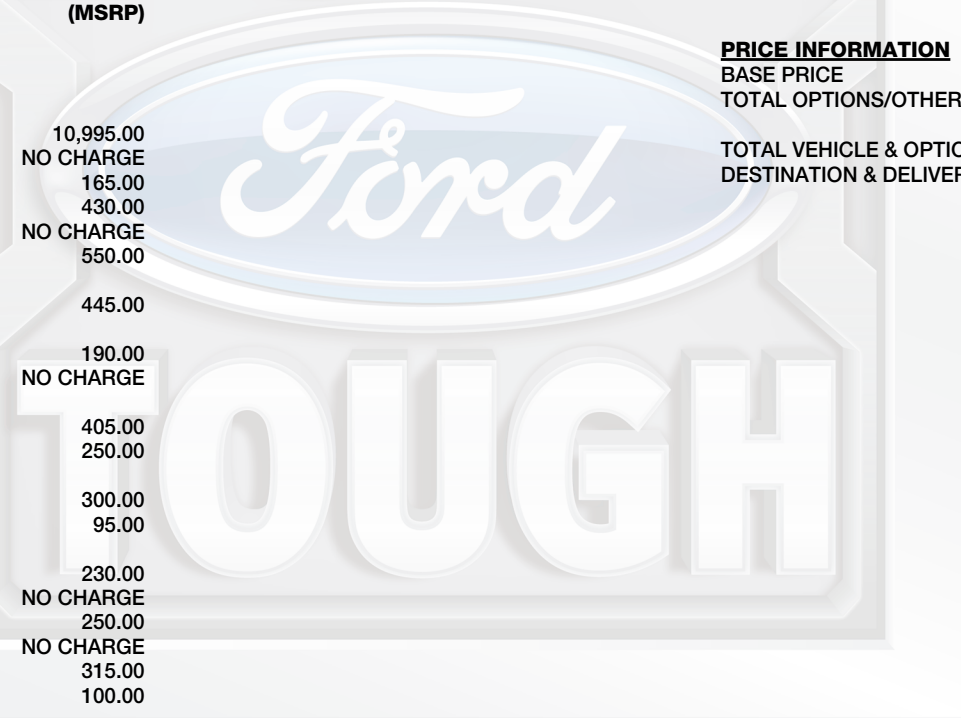 (MSRP)
10,995.00
NO CHARGE
165.00
430.00
NO CHARGE
550.00
445.00
190.00
NO CHARGE
405.00
250.00
300.00
95.00
230.00
NO CHARGE
250.00
NO CHARGE
315.00
100.00
PRICE INFORMATION
BASE PRICE
TOTAL OPTIONS/OTHER
TOTAL VEHICLE & OPTIO
DESTINATION & DELIVER
Ford
TOUGH